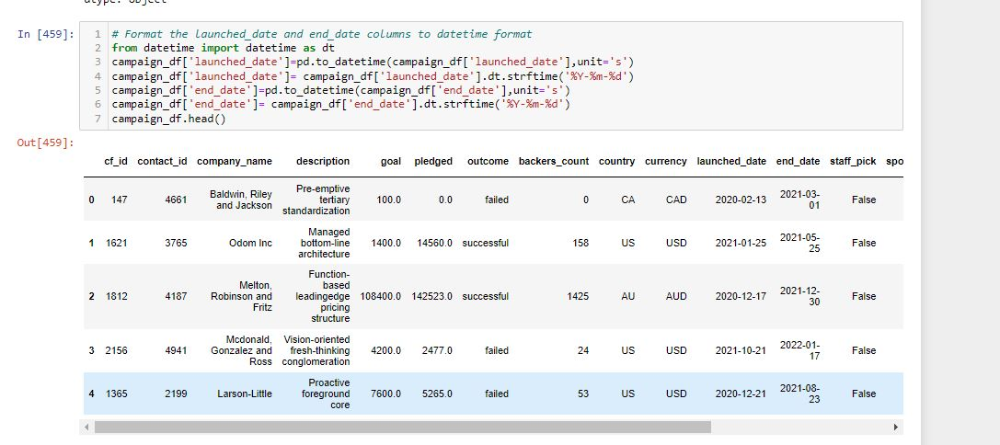 dtype: object
In [459]:
1 # Format the launched_date and end_date columns to datetime format
2 from datetime import datetime as dt
3 campaign_df['launched_date']=pd.to_datetime(campaign_df['launched_date'],unit='s')
4 campaign_df['launched_date']= campaign_df['launched_date'].dt.strftime('%Y-%m-%d')
5 campaign_df['end_date']=pd.to_datetime(campaign_df['end_date'],unit='s')
6 campaign_df['end_date']= campaign_df['end_date'].dt.strftime('%Y-%m-%d')
7 campaign_df.head()
Out[459]:
cf_id contact_id company_name description goal pledged outcome backers_count country currency launched_date end_date staff_pick spo
0 147 4661 Baldwin, Riley and Jackson Pre-emptive tertiary standardization 100.0 0.0 failed 0 CA CAD 2020-02-13 2021-03-01 False
1 1621 3765 Odom Inc Managed bottom-line architecture 1400.0 14560.0 successful 158 US USD 2021-01-25 2021-05-25 False
2 1812 4187 Melton, Robinson and Fritz Function-based leadingedge pricing structure 108400.0 142523.0 successful 1425 AU AUD 2020-12-17 2021-12-30 False
3 2156 4941 Mcdonald, Gonzalez and Ross Vision-oriented fresh-thinking conglomeration 4200.0 2477.0 failed 24 US USD 2021-10-21 2022-01-17 False
4 1365 2199 Larson-Little Proactive foreground core 7600.0 5265.0 failed 53 US USD 2020-12-21 2021-08-23 False